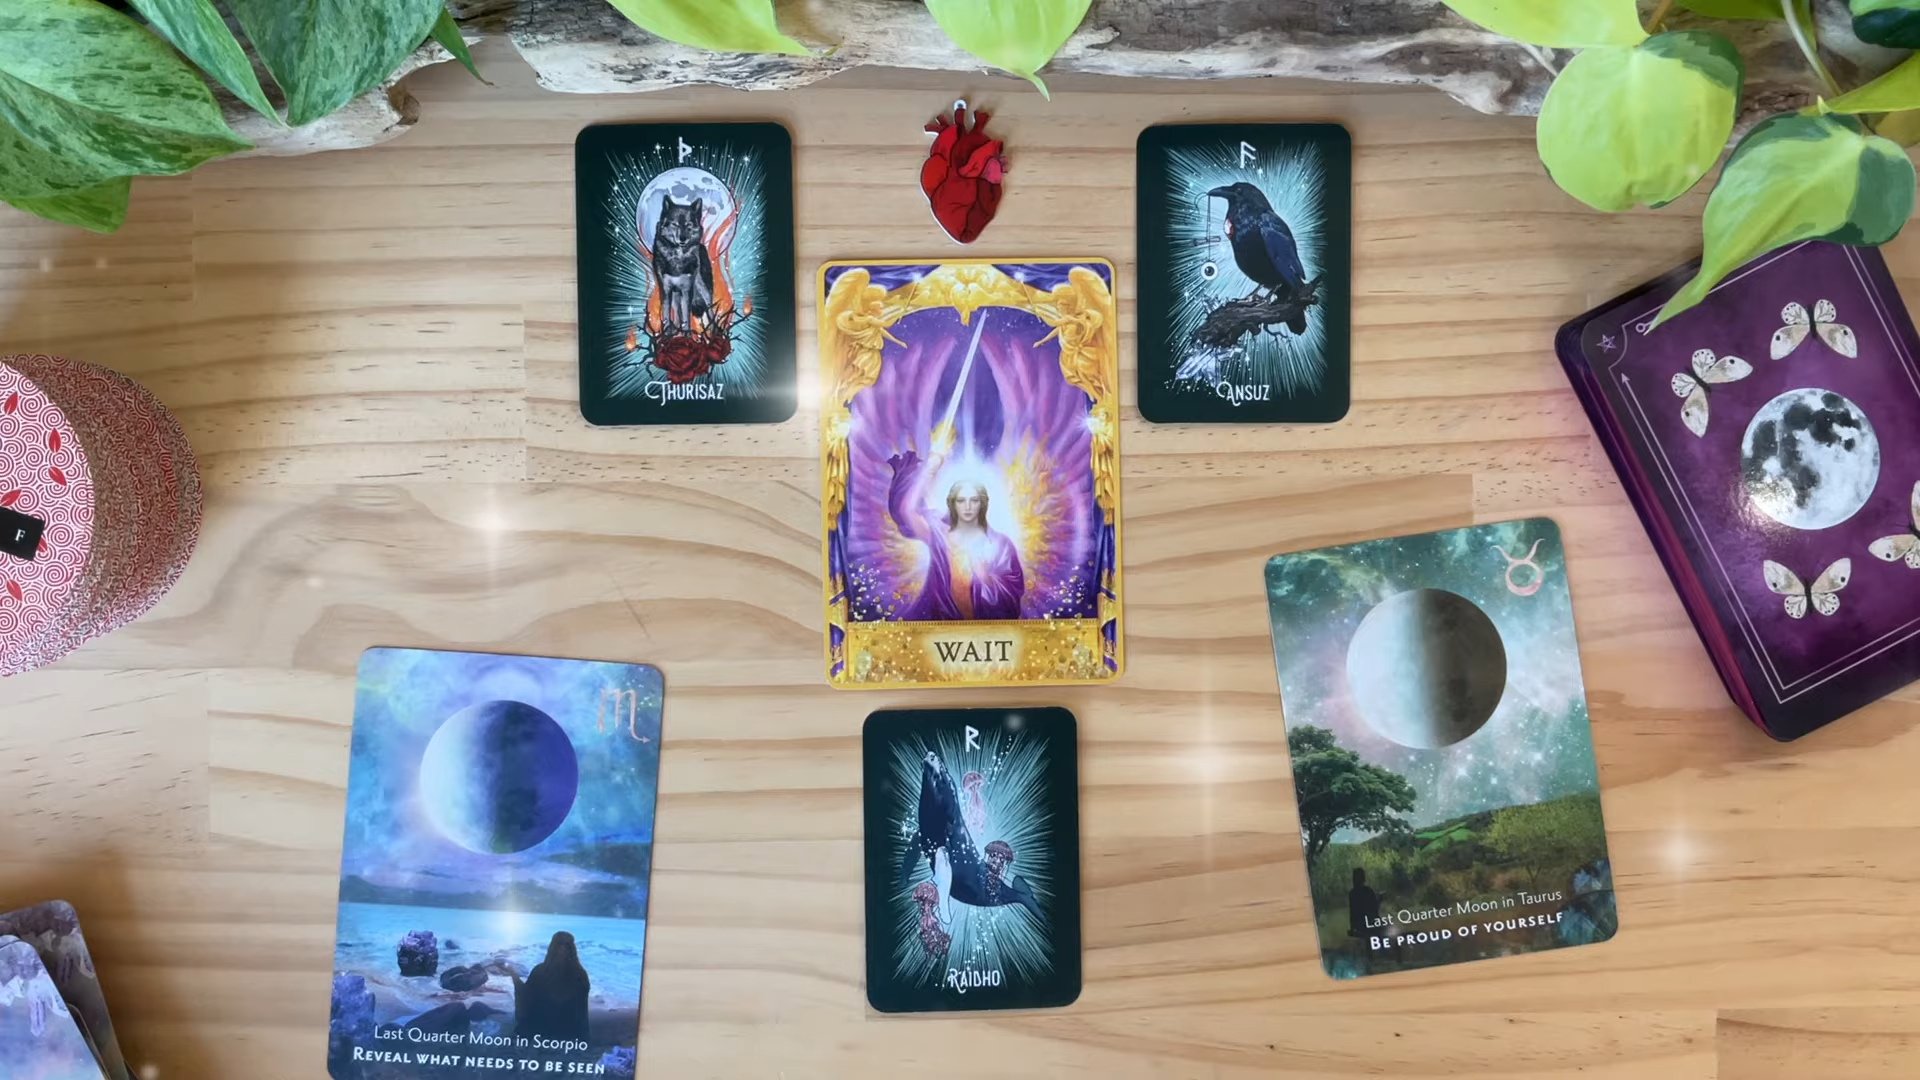 ᚦ
THURISAZ
ᚨ
ANSUZ
WAIT
F
R
RAIDHO
Last Quarter Moon in Taurus
BE PROUD OF YOURSELF
Last Quarter Moon in Scorpio
REVEAL WHAT NEEDS TO BE SEEN